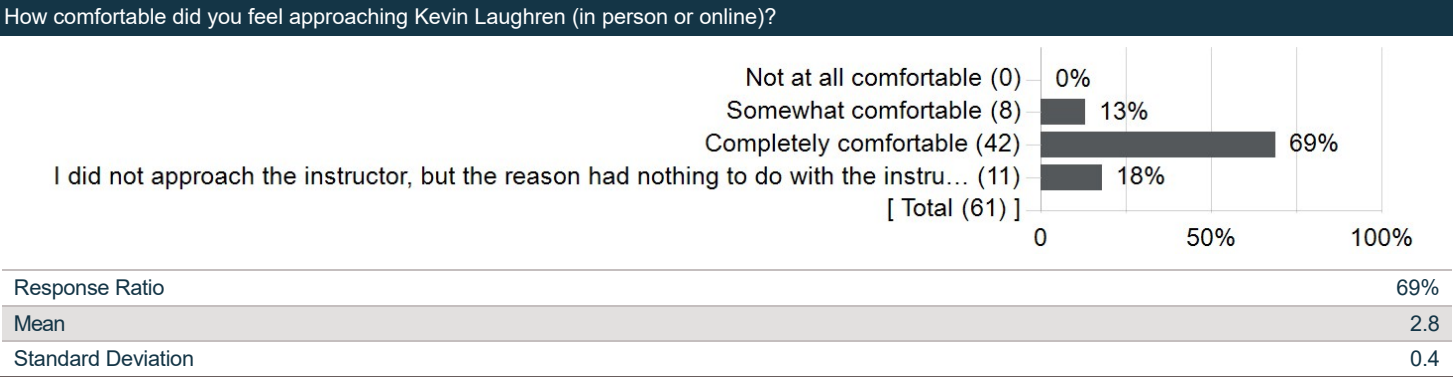 How comfortable did you feel approaching Kevin Laughren (in person or online)?
Not at all comfortable (0) 0%
Somewhat comfortable (8) 13%
Completely comfortable (42) 69%
I did not approach the instructor, but the reason had nothing to do with the instru... (11) 18%
[ Total (61) ]
0 50% 100%
Response Ratio 69%
Mean 2.8
Standard Deviation 0.4